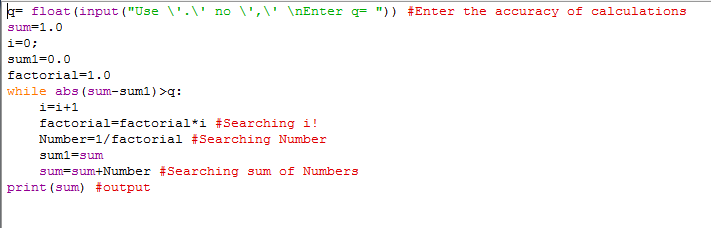 q= float(input("Use \'.\' no \',\' \nEnter q= ")) #Enter the accuracy of calculations
sum=1.0
i=0;
sum1=0.0
factorial=1.0
while abs(sum-sum1)>q:
    i=i+1
    factorial=factorial*i #Searching i!
    Number=1/factorial #Searching Number
    sum1=sum
    sum=sum+Number #Searching sum of Numbers
print(sum) #output